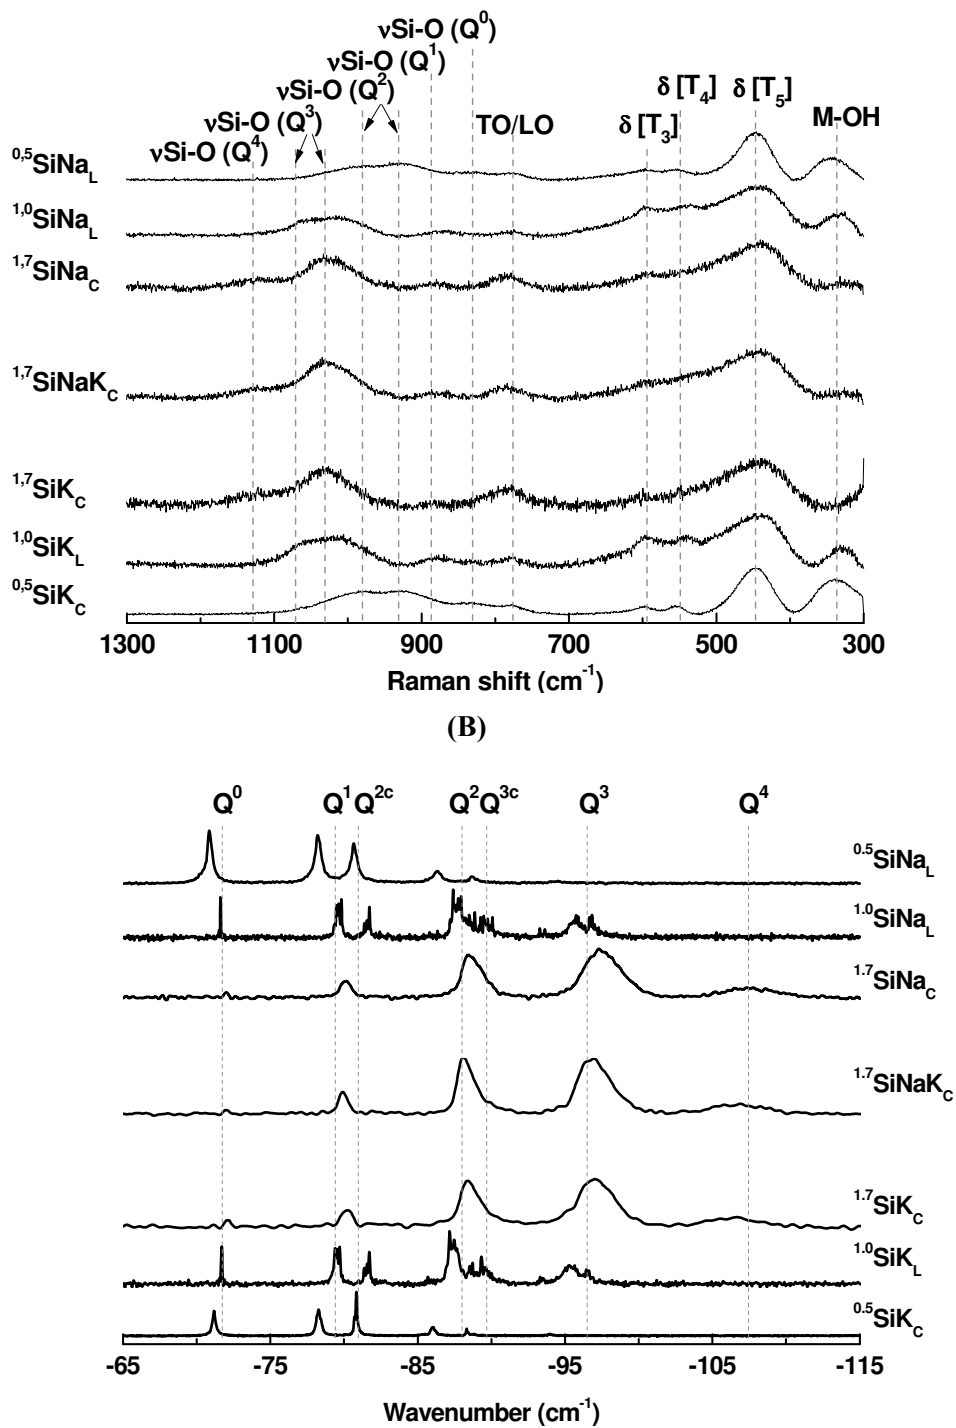 νSi-O (Q⁰)
νSi-O (Q¹)
νSi-O (Q²)
νSi-O (Q³)
νSi-O (Q⁴)
TO/LO
δ [T₃]
δ [T₄]
δ [T₅]
M-OH
⁰,⁵SiNa_L
¹,⁰SiNa_L
¹,⁷SiNa_C
¹,⁷SiNaK_C
¹,⁷SiK_C
¹,⁰SiK_L
⁰,⁵SiK_C
1300 1100 900 700 500 300
Raman shift (cm⁻¹)
(B)
Q⁰ Q¹ Q²ᶜ Q² Q³ᶜ Q³ Q⁴
⁰·⁵SiNa_L
¹·⁰SiNa_L
¹·⁷SiNa_C
¹·⁷SiNaK_C
¹·⁷SiK_C
¹·⁰SiK_L
⁰·⁵SiK_C
-65 -75 -85 -95 -105 -115
Wavenumber (cm⁻¹)